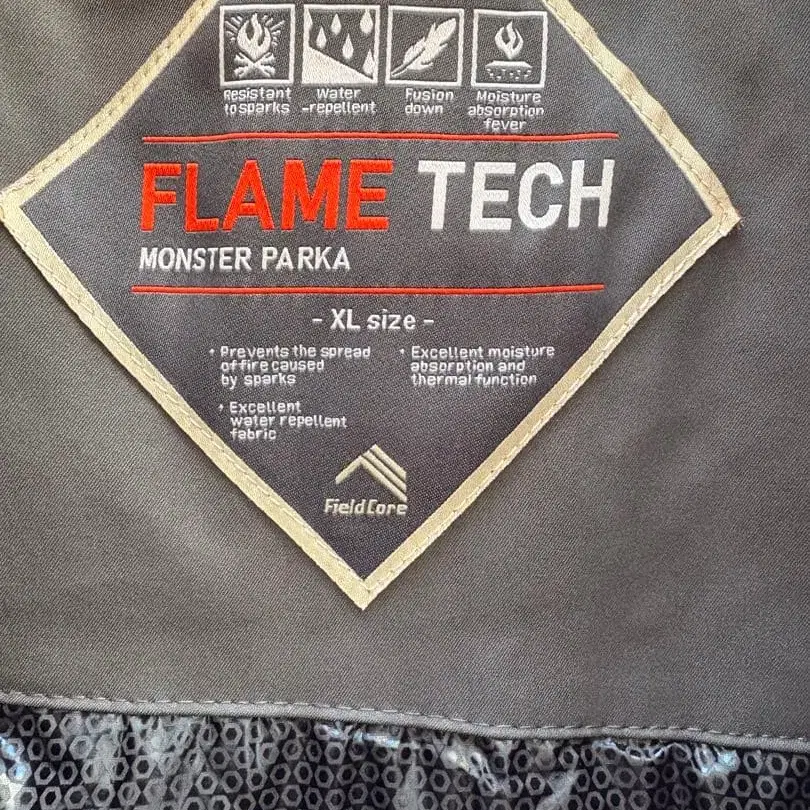 Resistant to sparks
Water -repellent
Fusion down
Moisture absorption fever
FLAME TECH
MONSTER PARKA
- XL size -
• Prevents the spread
of fire caused
by sparks
• Excellent moisture
absorption and
thermal function
• Excellent
water repellent
fabric
FieldCore